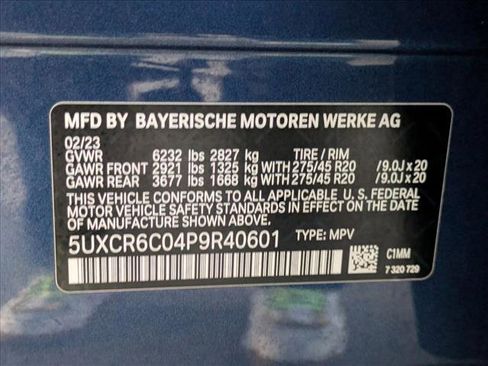 MFD BY BAYERISCHE MOTOREN WERKE AG
02/23
GVWR 6232 lbs 2827 kg TIRE / RIM
GAWR FRONT 2921 lbs 1325 kg WITH 275/45 R20 / 9.0J x 20
GAWR REAR 3677 lbs 1668 kg WITH 275/45 R20 / 9.0J x 20
THIS VEHICLE CONFORMS TO ALL APPLICABLE U. S. FEDERAL
MOTOR VEHICLE SAFETY STANDARDS IN EFFECT ON THE DATE
OF MANUFACTURE SHOWN ABOVE.
5UXCR6C04P9R40601 TYPE: MPV
C1MM
7 320 729